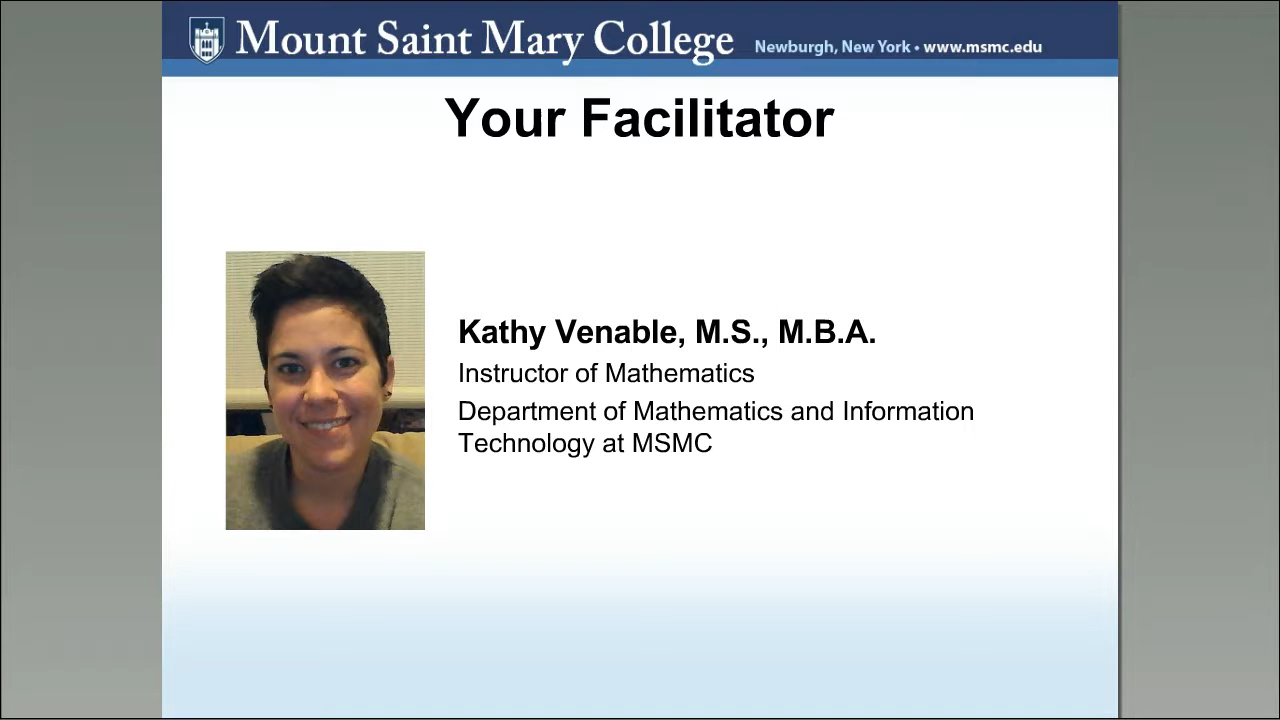 Mount Saint Mary College Newburgh, New York • www.msmc.edu
Your Facilitator
Kathy Venable, M.S., M.B.A.
Instructor of Mathematics
Department of Mathematics and Information
Technology at MSMC